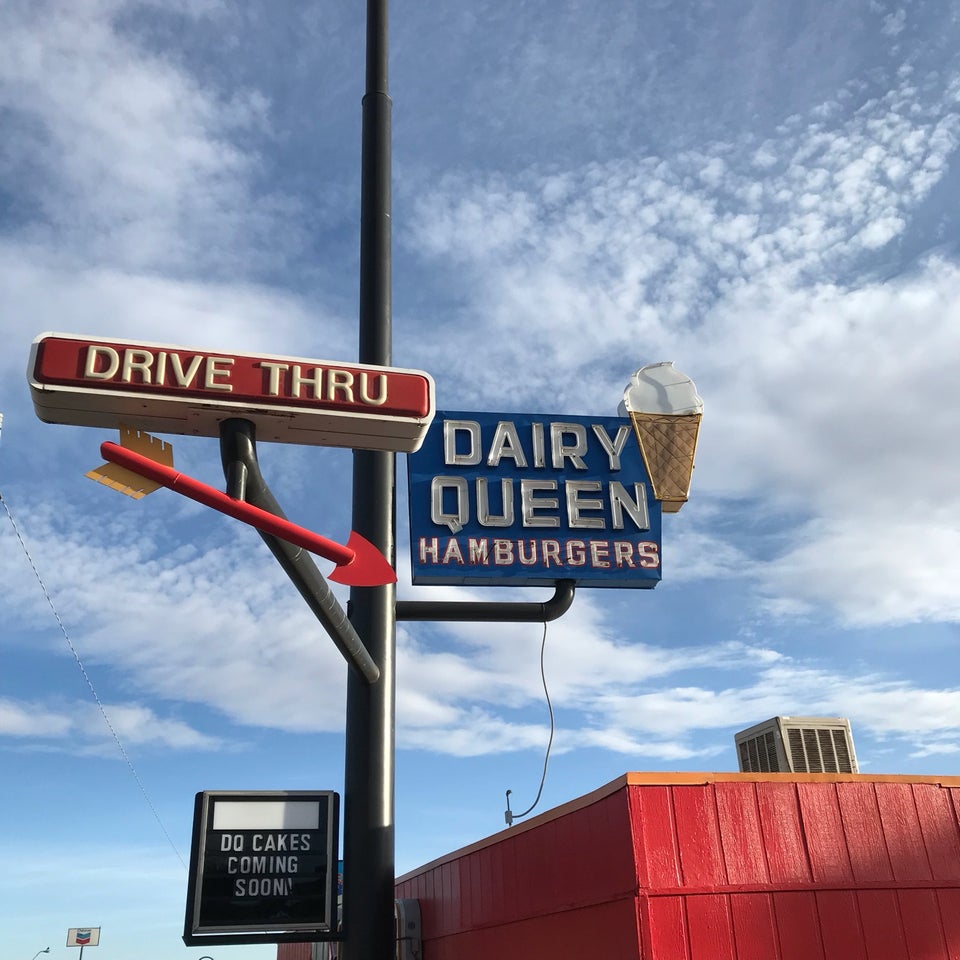 DRIVE THRU
DAIRY
QUEEN
HAMBURGERS
DQ CAKES
COMING
SOON!